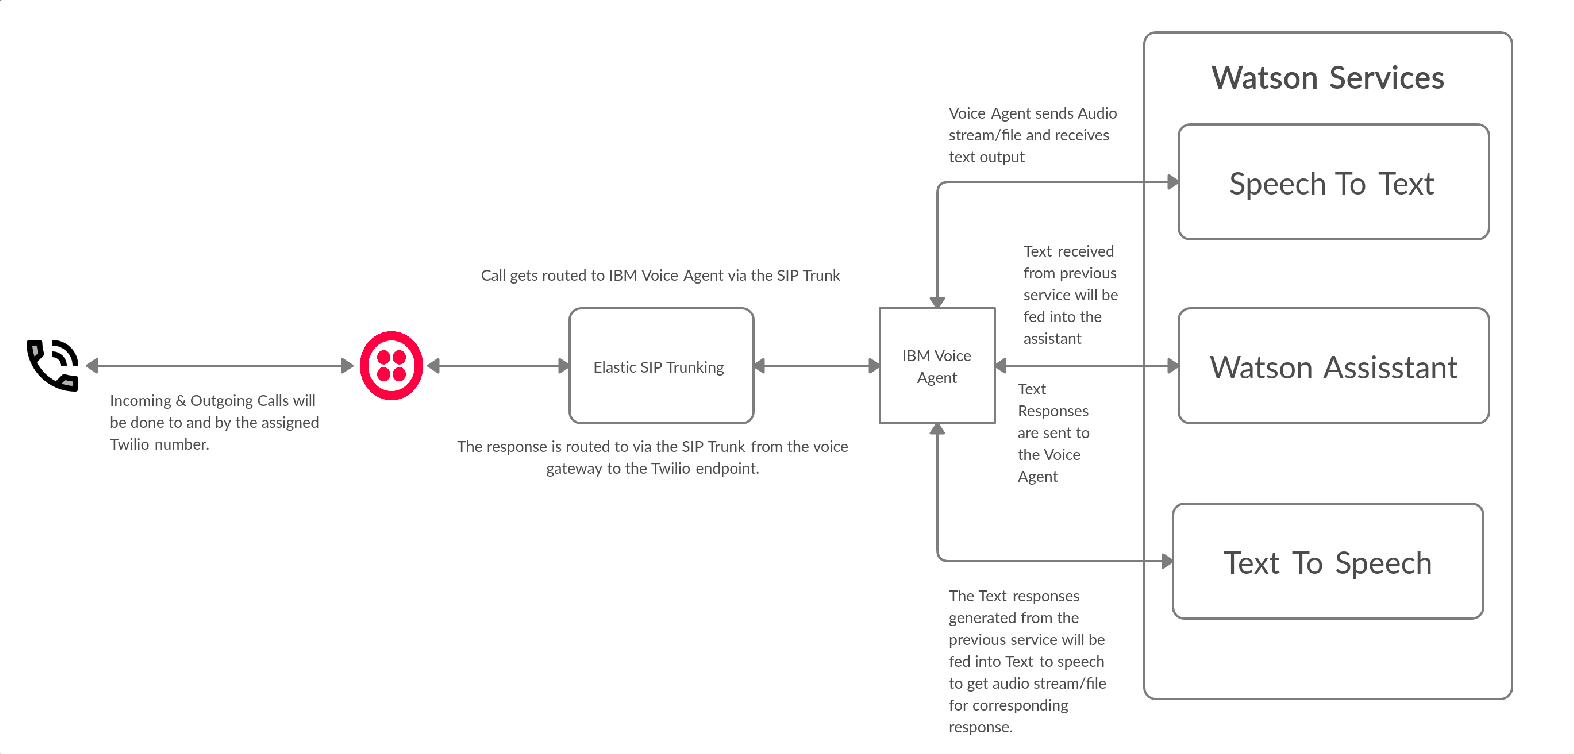 Watson Services
Voice Agent sends Audio
stream/file and receives
text output
Speech To Text
Text received
from previous
service will be
fed into the
assistant
Call gets routed to IBM Voice Agent via the SIP Trunk
Elastic SIP Trunking
IBM Voice
Agent
Watson Assisstant
Incoming & Outgoing Calls will
be done to and by the assigned
Twilio number.
Text
Responses
are sent to
the Voice
Agent
The response is routed to via the SIP Trunk from the voice
gateway to the Twilio endpoint.
Text To Speech
The Text responses
generated from the
previous service will be
fed into Text to speech
to get audio stream/file
for corresponding
response.